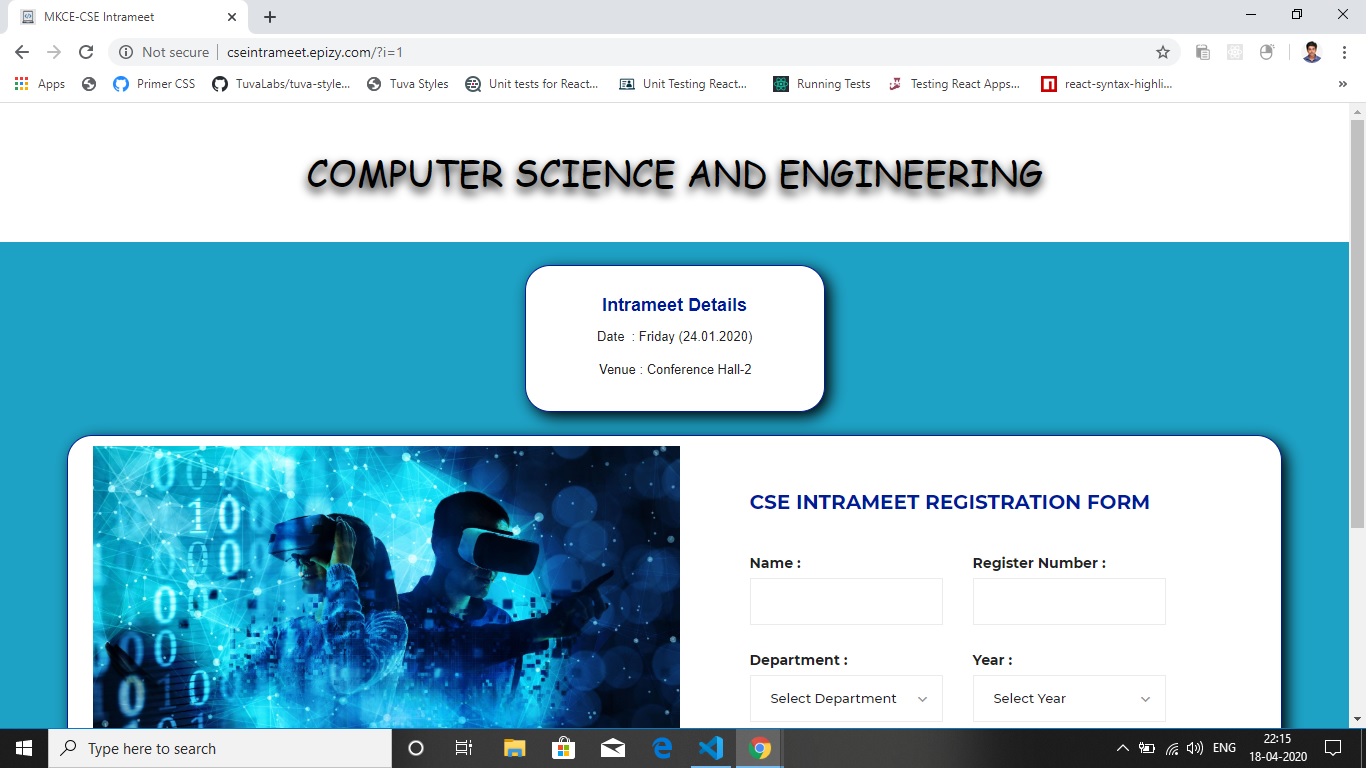 MKCE-CSE Intrameet
Not secure
cseintrameet.epizy.com/?i=1
Apps
Primer CSS
TuvaLabs/tuva-style...
Tuva Styles
Unit tests for React...
Unit Testing React...
Running Tests
Testing React Apps...
react-syntax-highli...
COMPUTER SCIENCE AND ENGINEERING
Intrameet Details
Date : Friday (24.01.2020)
Venue : Conference Hall-2
CSE INTRAMEET REGISTRATION FORM
Name :
Register Number :
Department :
Year :
Select Department
Select Year
Type here to search
ENG
22:15
18-04-2020